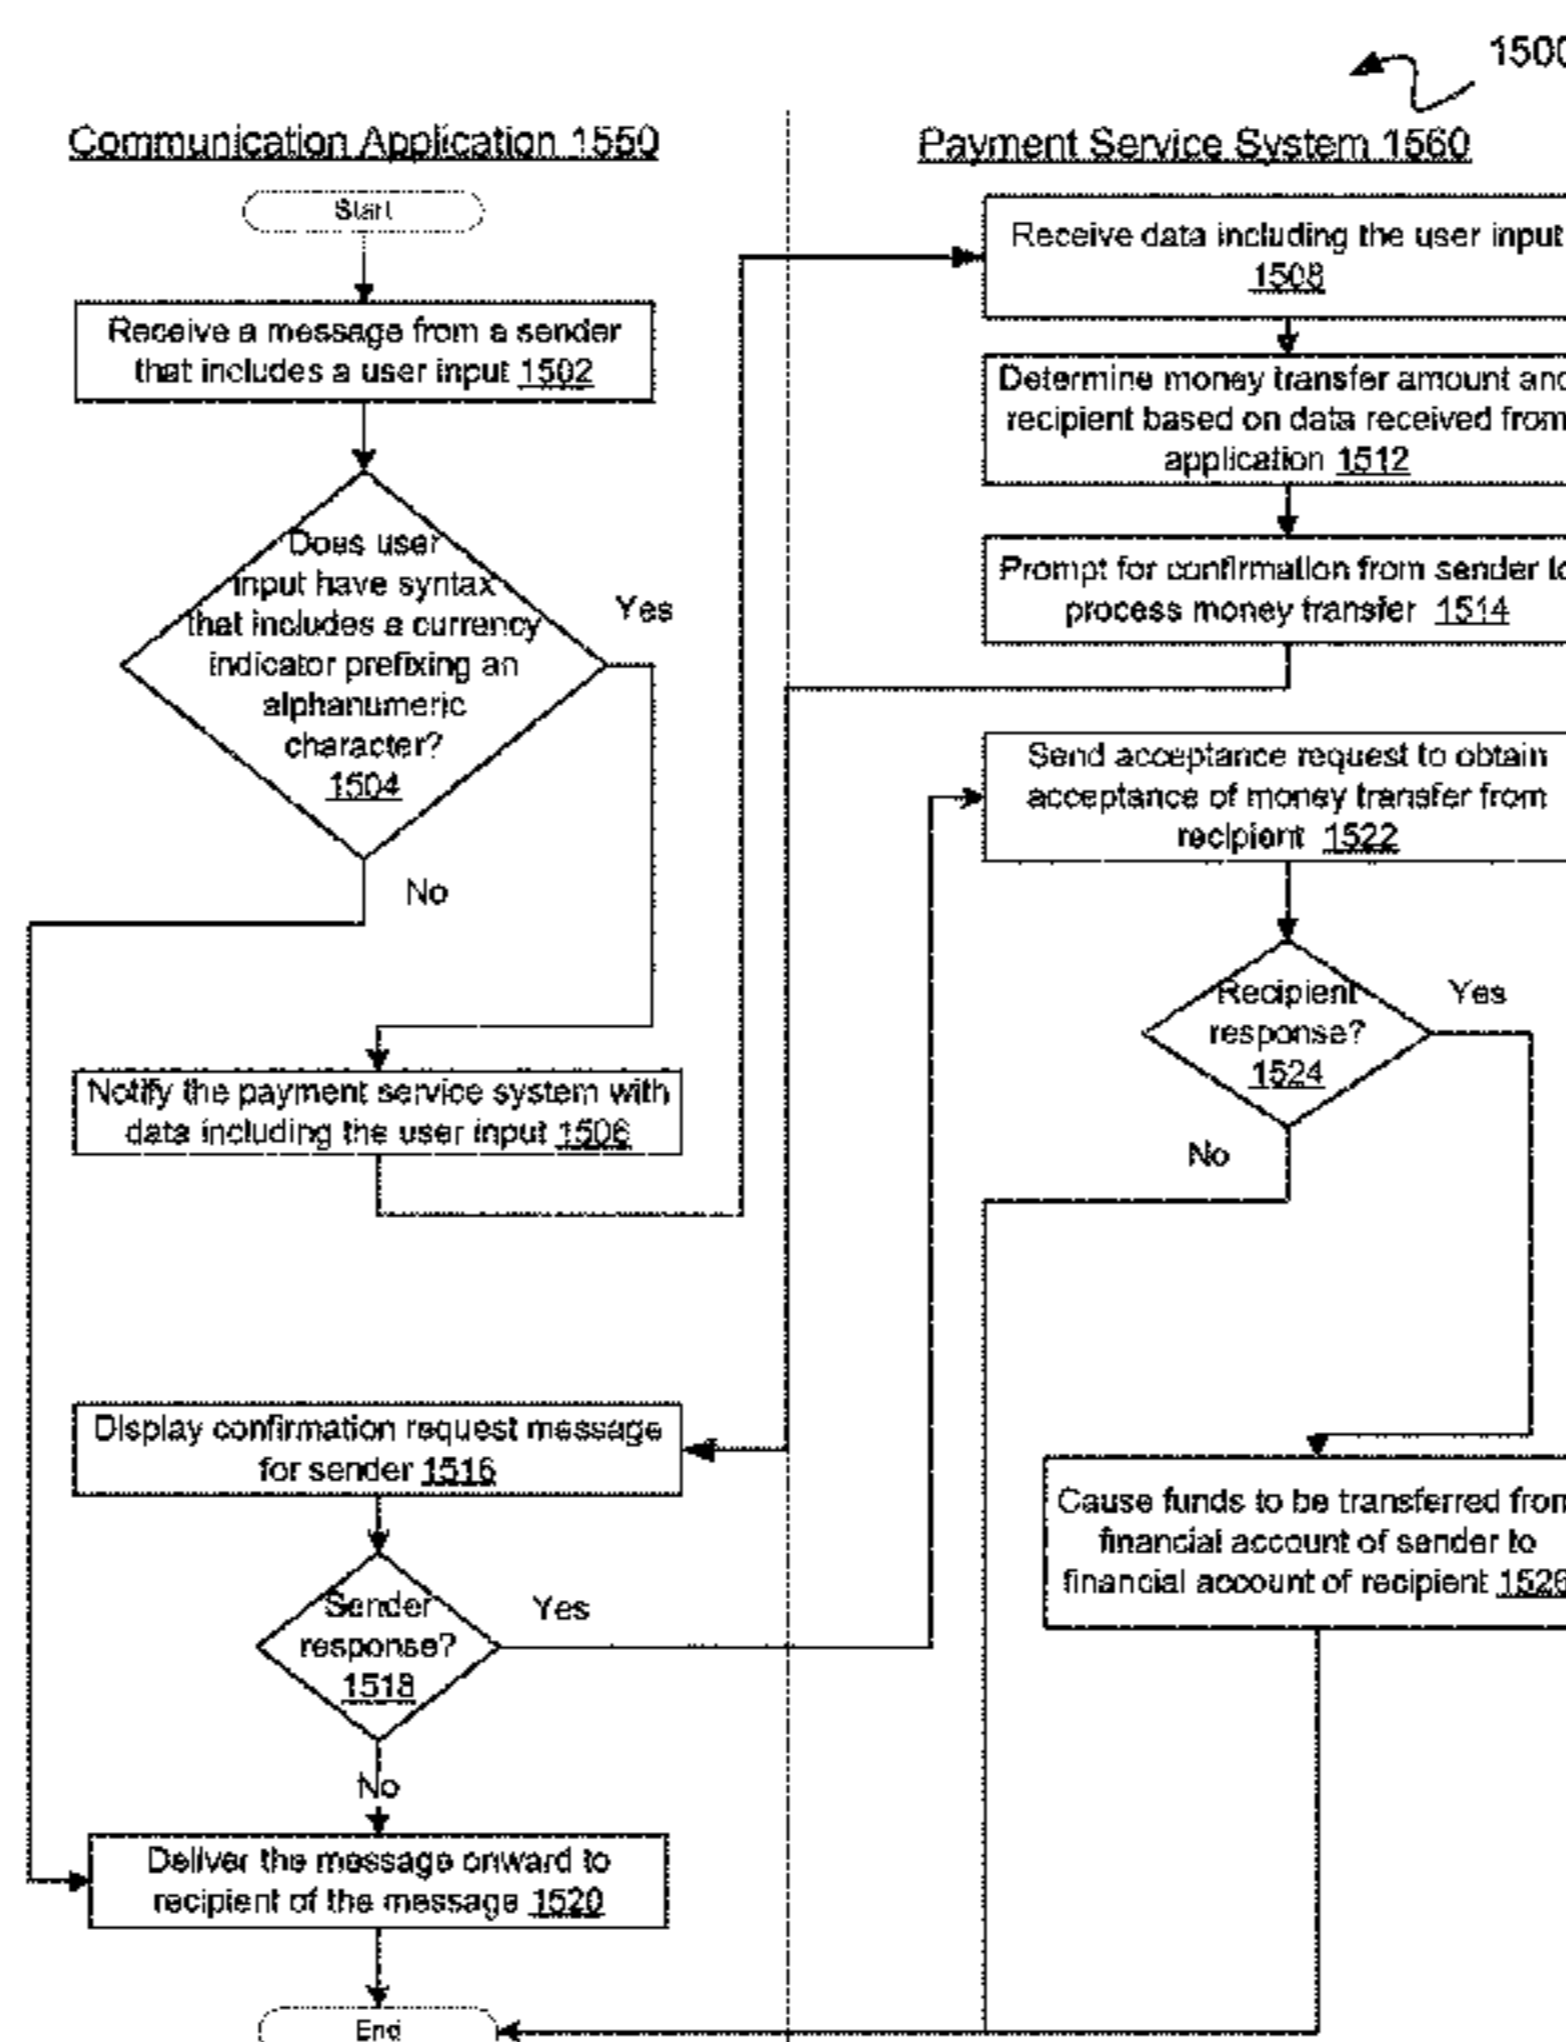 1500
Communication Application 1550
Start
Receive a message from a sender
that includes a user input 1502
Does user
input have syntax
that includes a currency
indicator prefixing an
alphanumeric
character?
1504
Yes
No
Notify the payment service system with
data including the user input 1506
Display confirmation request message
for sender 1516
Sender
response?
1518
Yes
No
Deliver the message onward to
recipient of the message 1520
End
Payment Service System 1560
Receive data including the user input
1508
Determine money transfer amount and
recipient based on data received from
application 1512
Prompt for confirmation from sender to
process money transfer 1514
Send acceptance request to obtain
acceptance of money transfer from
recipient 1522
Recipient
response?
1524
Yes
No
Cause funds to be transferred from
financial account of sender to
financial account of recipient 1526